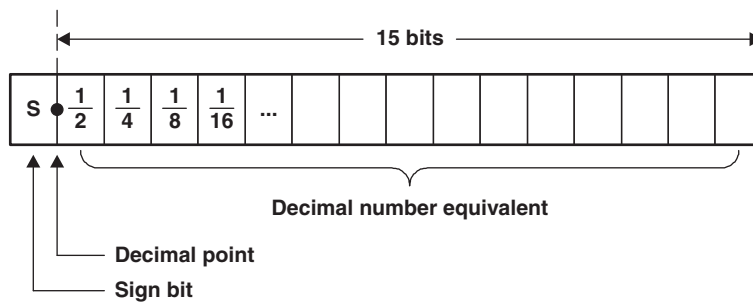 15 bits
S 1/2 1/4 1/8 1/16 ...
Decimal number equivalent
Decimal point
Sign bit